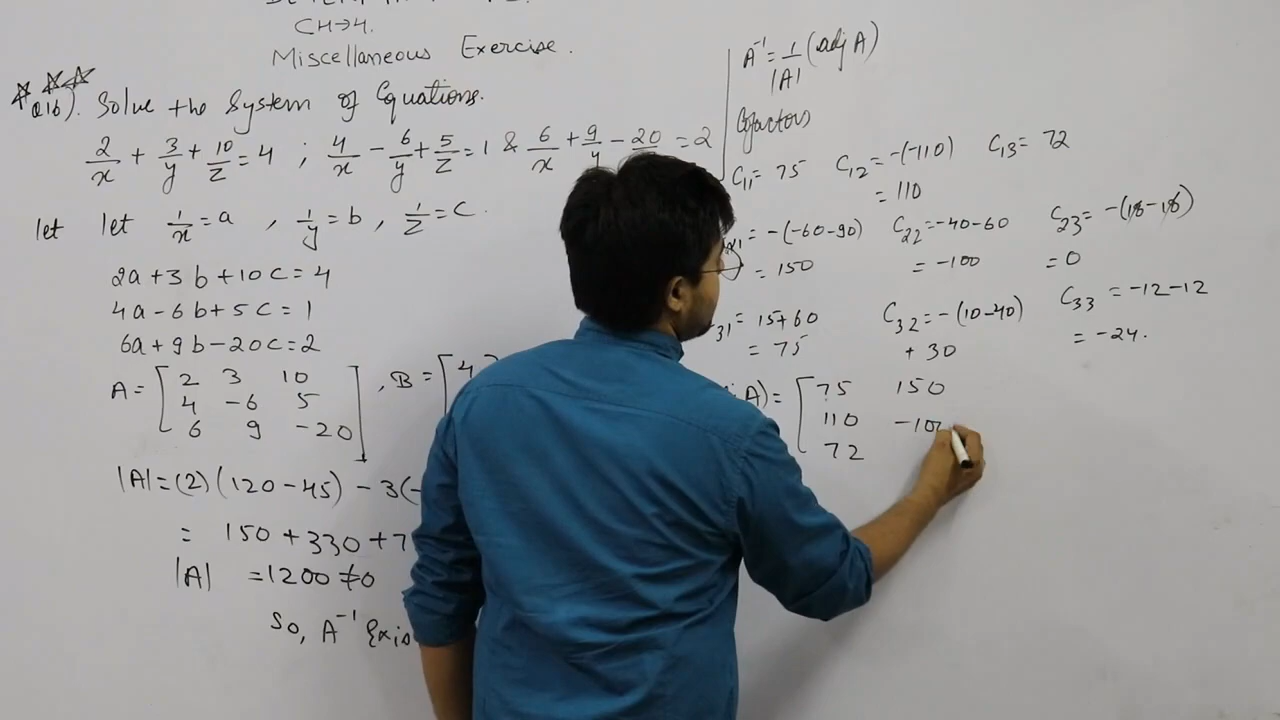 CH→4.
Miscellaneous Exercise.
Q16). Solve the System of Equations.
2/x + 3/y + 10/z = 4 ; 4/x - 6/y + 5/z = 1 & 6/x + 9/y - 20 = 2
let let 1/x = a , 1/y = b , 1/z = c.
2a + 3b + 10c = 4
4a - 6b + 5c = 1
6a + 9b - 20c = 2
A = [ 2 3 10 ] , B = [ 4
4 -6 5
6 9 -20
|A| = (2)(120 - 45) - 3(-
= 150 + 330 + 7
|A| = 1200 ≠ 0
So, A⁻¹ Exis
A⁻¹ = 1/|A| (adj A)
Cofactors
C11 = 75 C12 = -(-110) C13 = 72
= 110
21 = -(-60-90) C22 = -40-60 C23 = -(18-18)
= 150 = -100 = 0
31 = 15+60 C32 = -(10-40) C33 = -12-12
= 75 +30 = -24.
A) = [ 75 150
110 -100
72